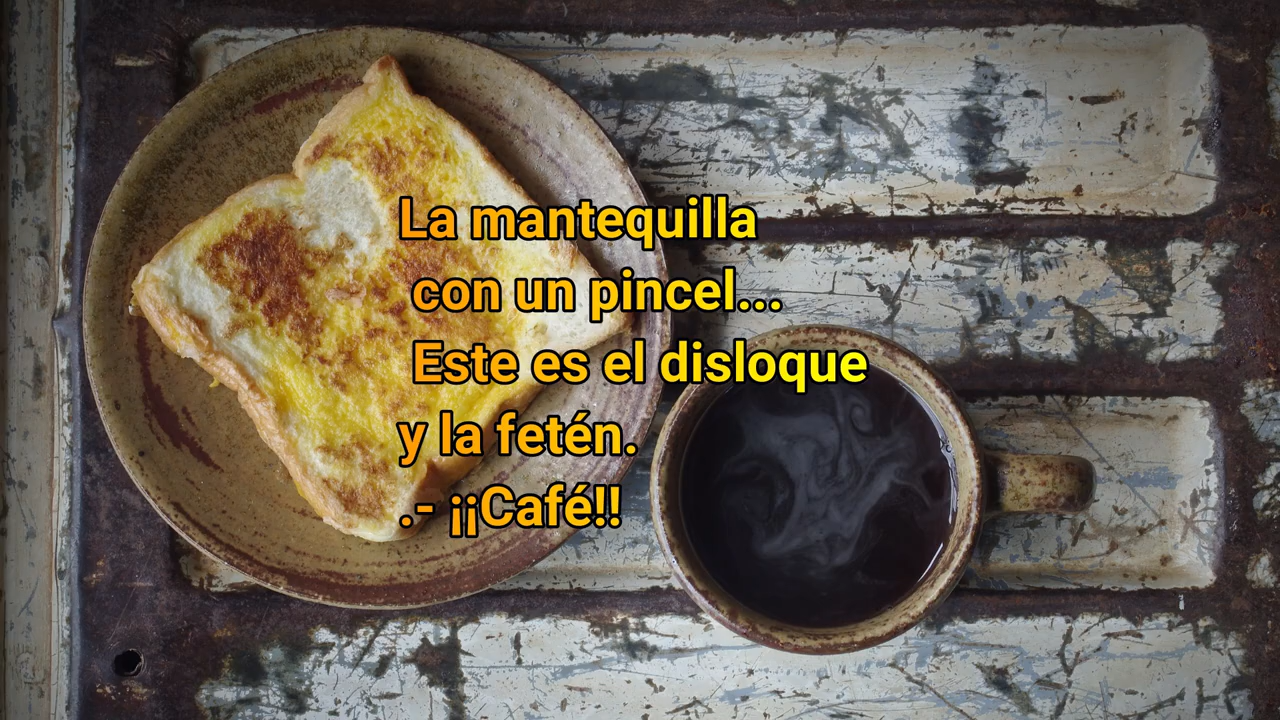 La mantequilla
con un pincel...
Este es el disloque
y la fetén.
.- ¡¡Café!!